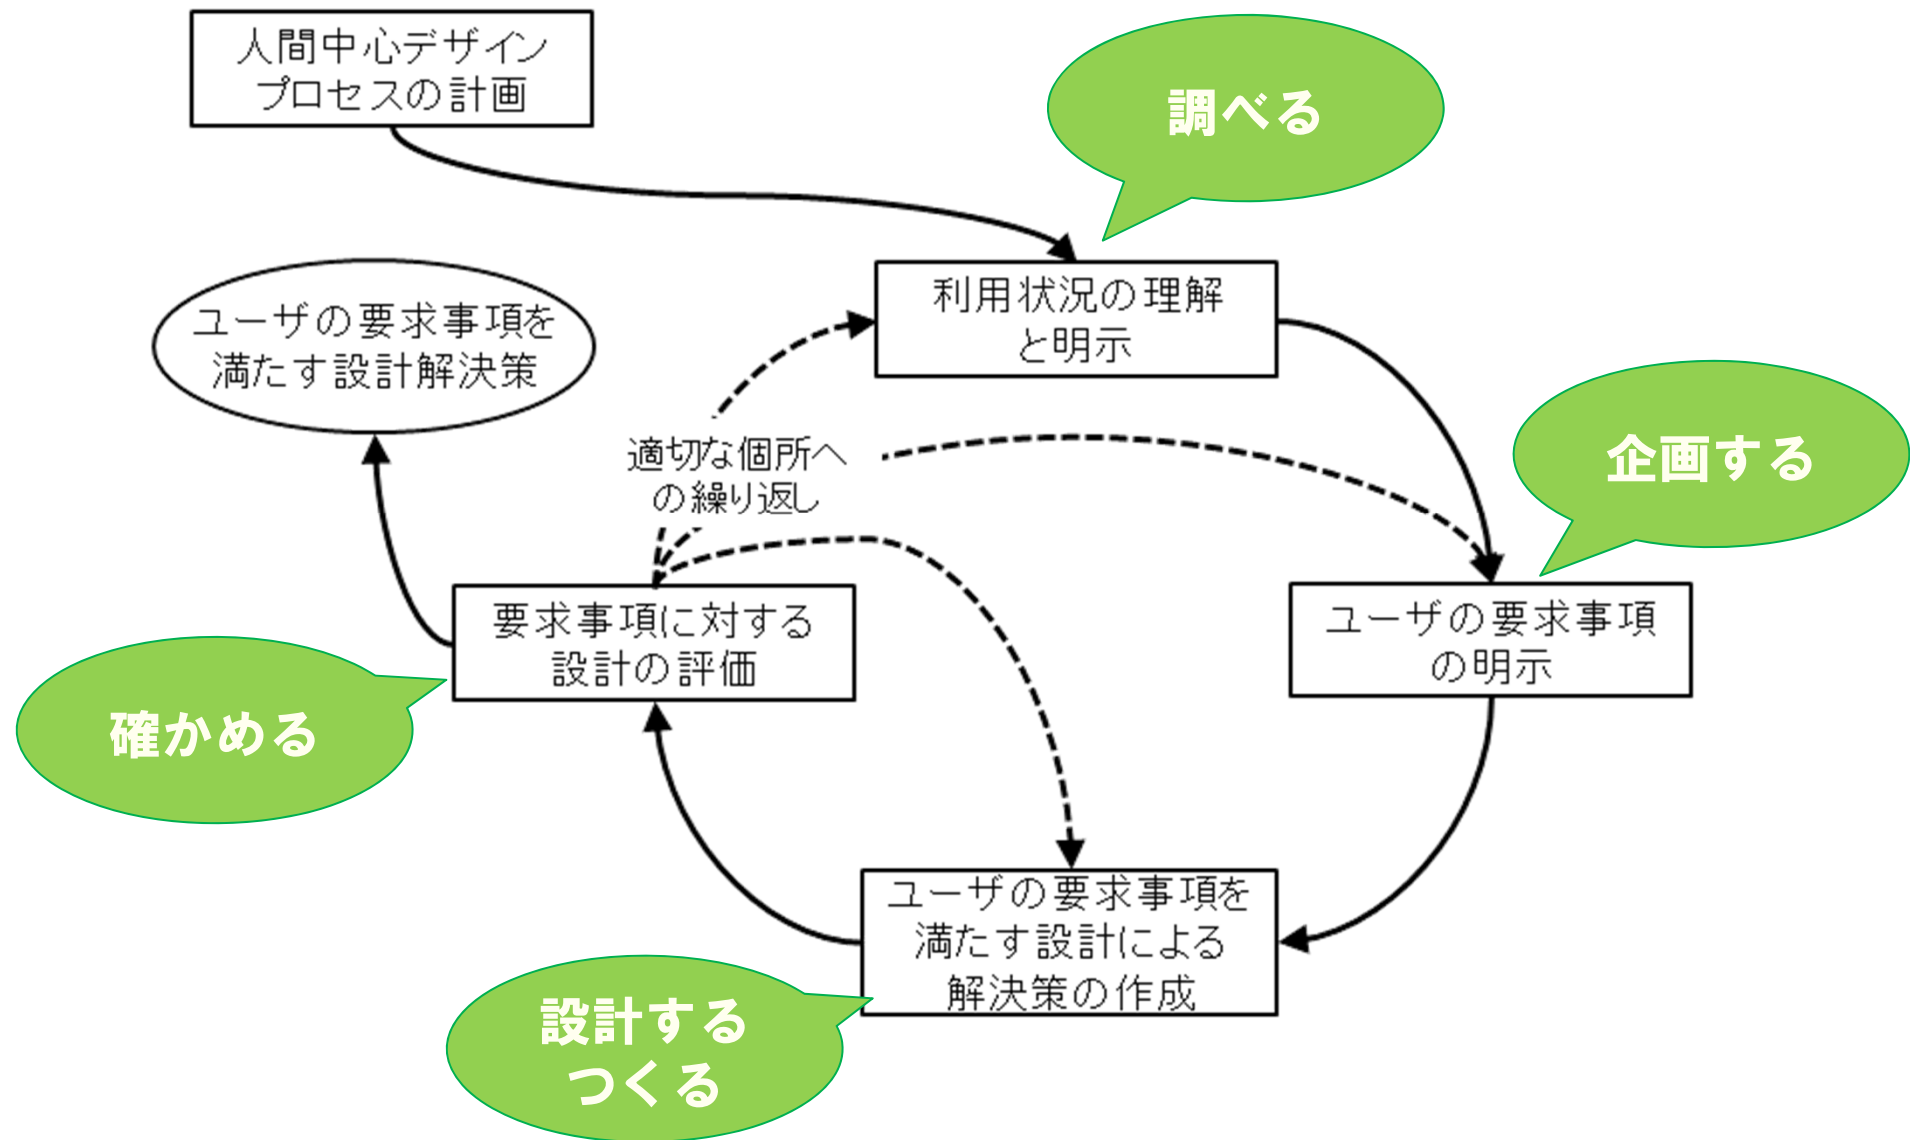 人間中心デザイン
プロセスの計画
調べる
利用状況の理解
と明示
ユーザの要求事項を
満たす設計解決策
企画する
適切な個所へ
の繰り返し
要求事項に対する
設計の評価
ユーザの要求事項
の明示
確かめる
ユーザの要求事項を
満たす設計による
解決策の作成
設計する
つくる